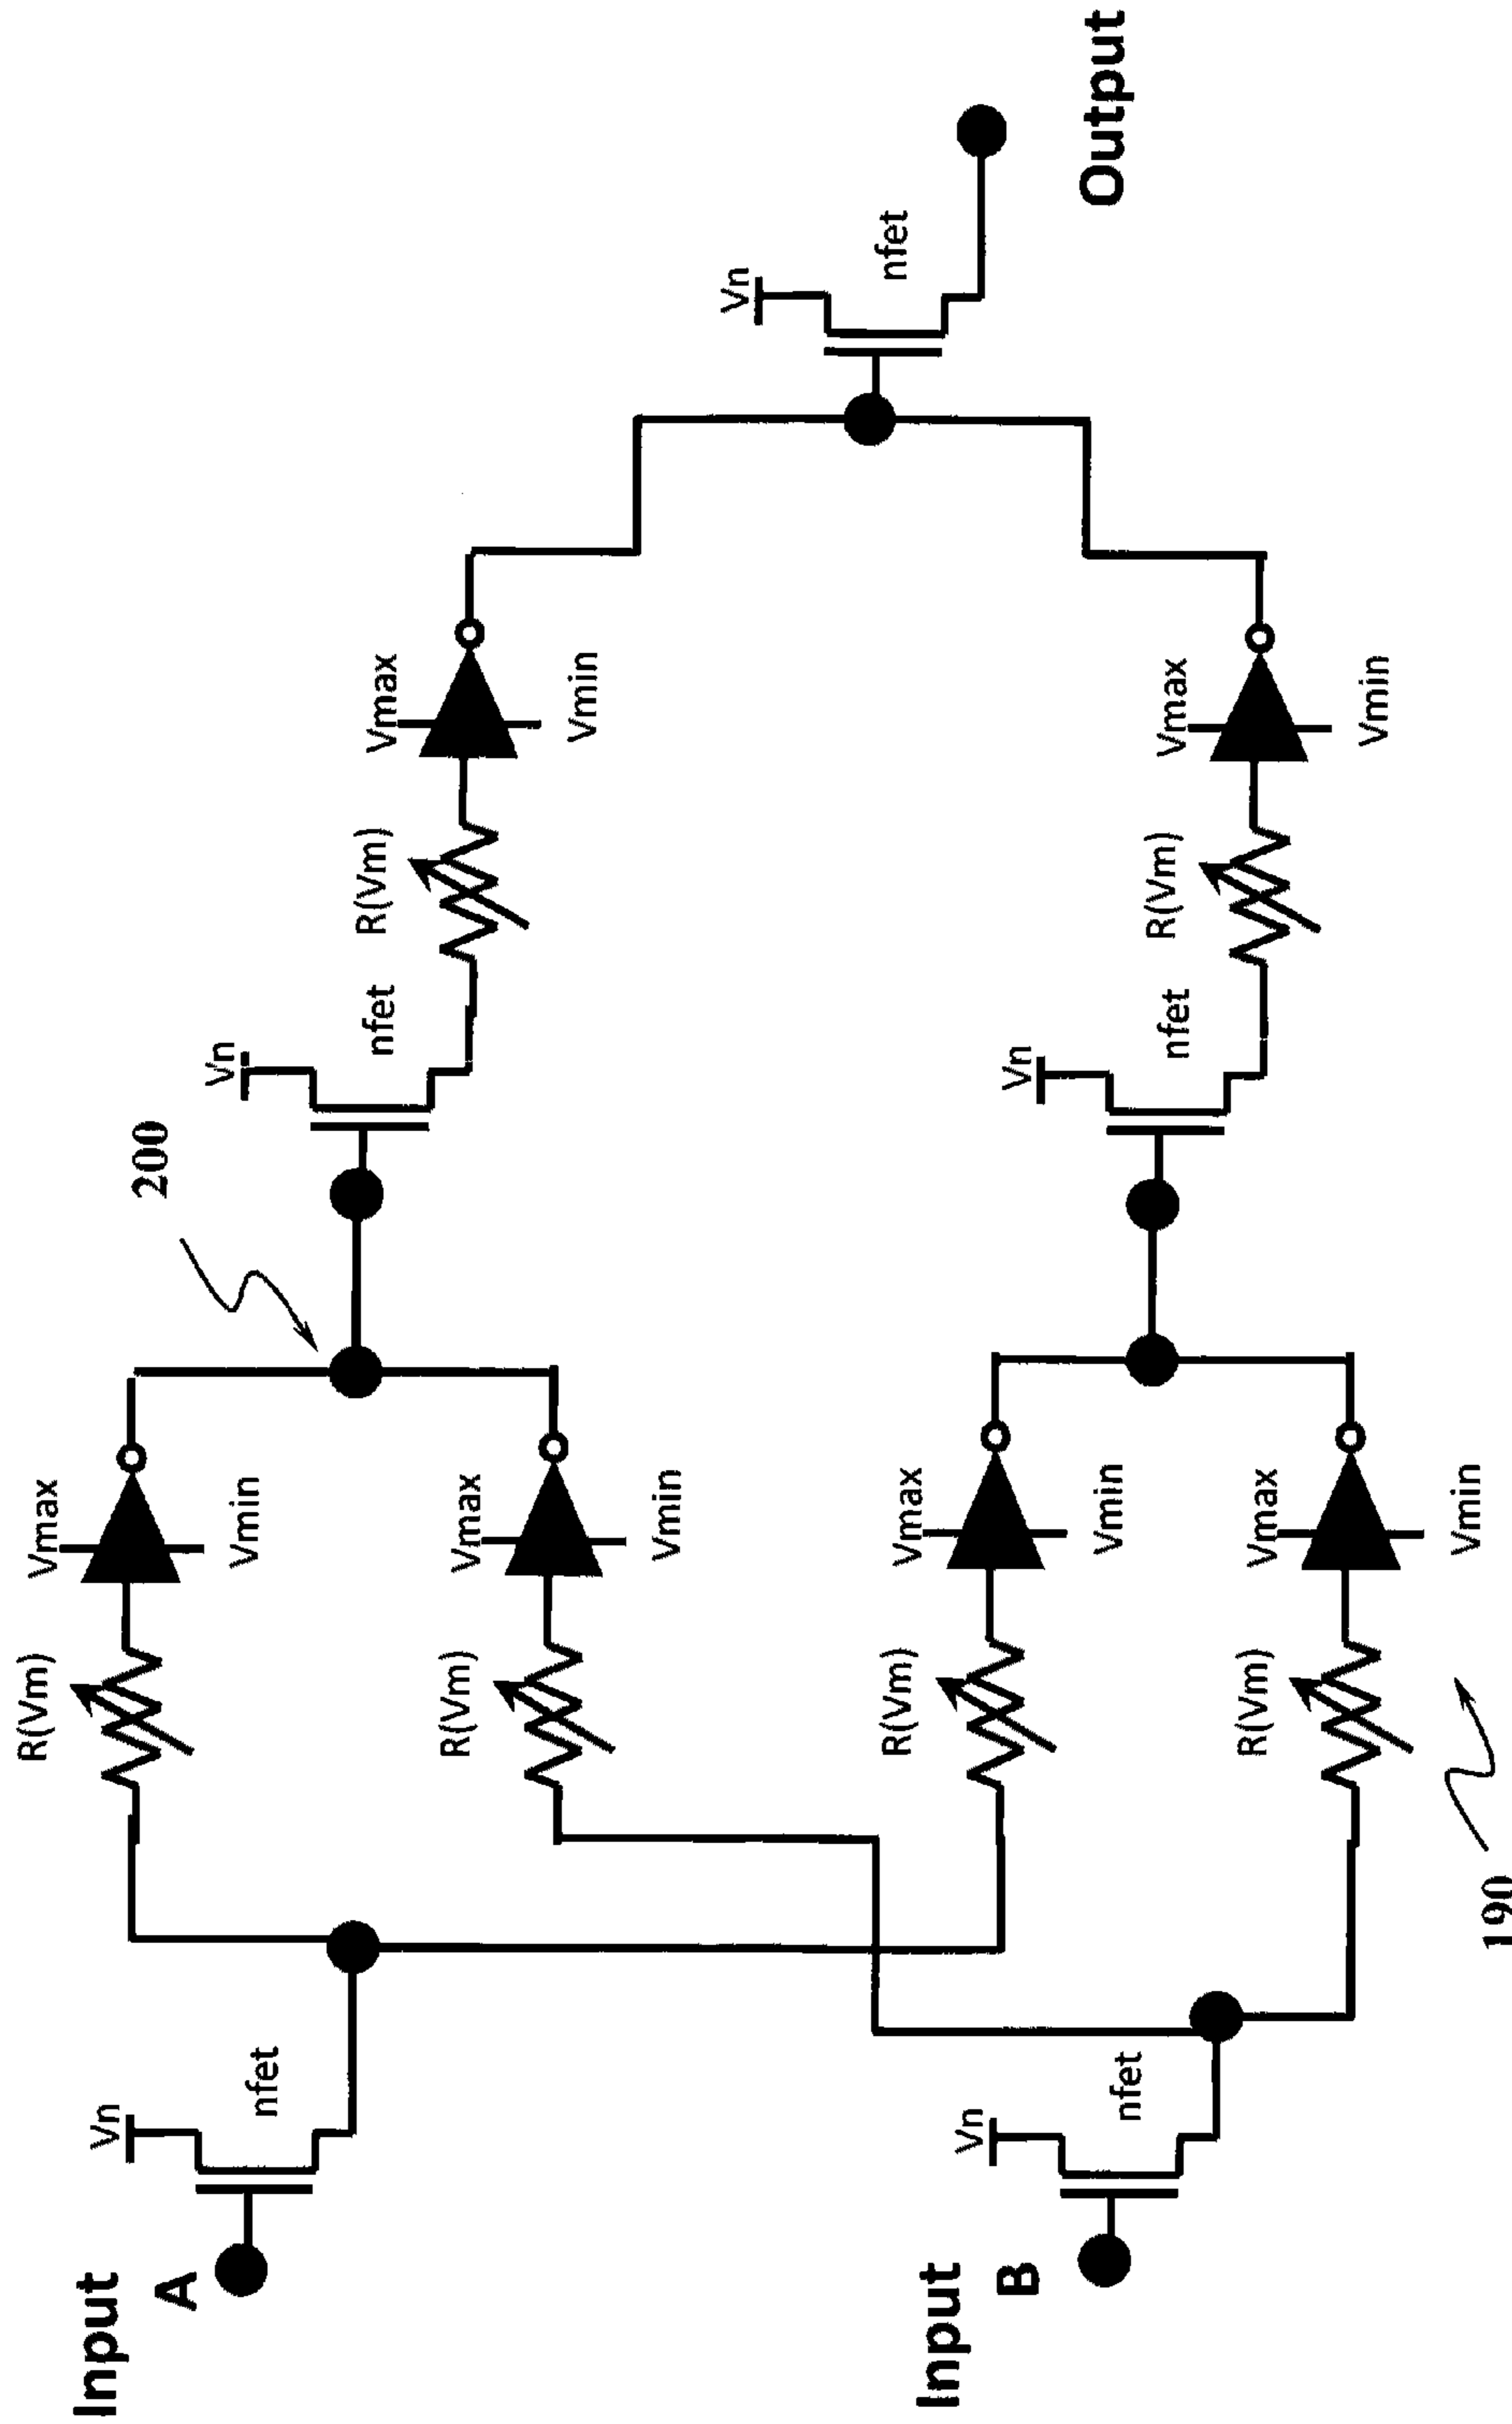 Input
A
Vn
nfet
Input
B
Vn
nfet
R(Vm)
Vmax
Vmin
R(Vm)
Vmax
Vmin
R(Vm)
Vmax
Vmin
R(Vm)
Vmax
Vmin
190
200
Vn
nfet
R(Vm)
Vmax
Vmin
Vn
nfet
R(Vm)
Vmax
Vmin
Vn
nfet
Output